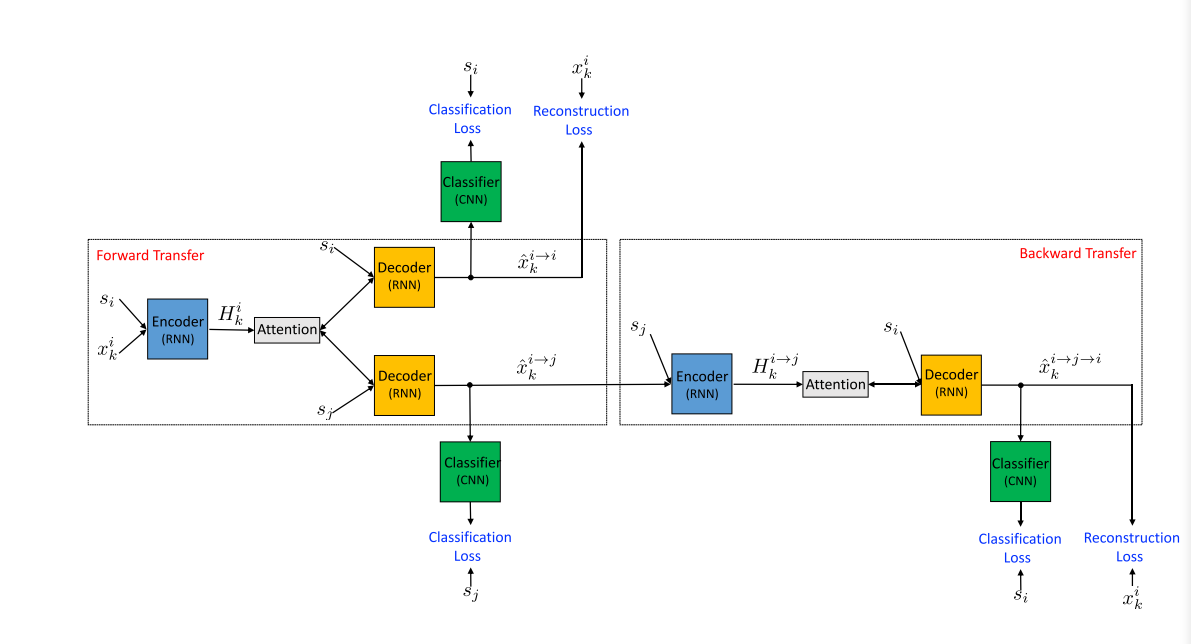 $s_i$
$x_k^i$
Classification
Loss
Reconstruction
Loss
Classifier
(CNN)
Forward Transfer
$s_i$
$x_k^i$
Encoder
(RNN)
$H_k^i$
Attention
$s_i$
Decoder
(RNN)
$\hat{x}_k^{i \to i}$
$s_j$
Decoder
(RNN)
$\hat{x}_k^{i \to j}$
Classifier
(CNN)
Classification
Loss
$s_j$
Backward Transfer
$s_j$
Encoder
(RNN)
$H_k^{i \to j}$
Attention
$s_i$
Decoder
(RNN)
$\hat{x}_k^{i \to j \to i}$
Classifier
(CNN)
Classification
Loss
$s_i$
Reconstruction
Loss
$x_k^i$